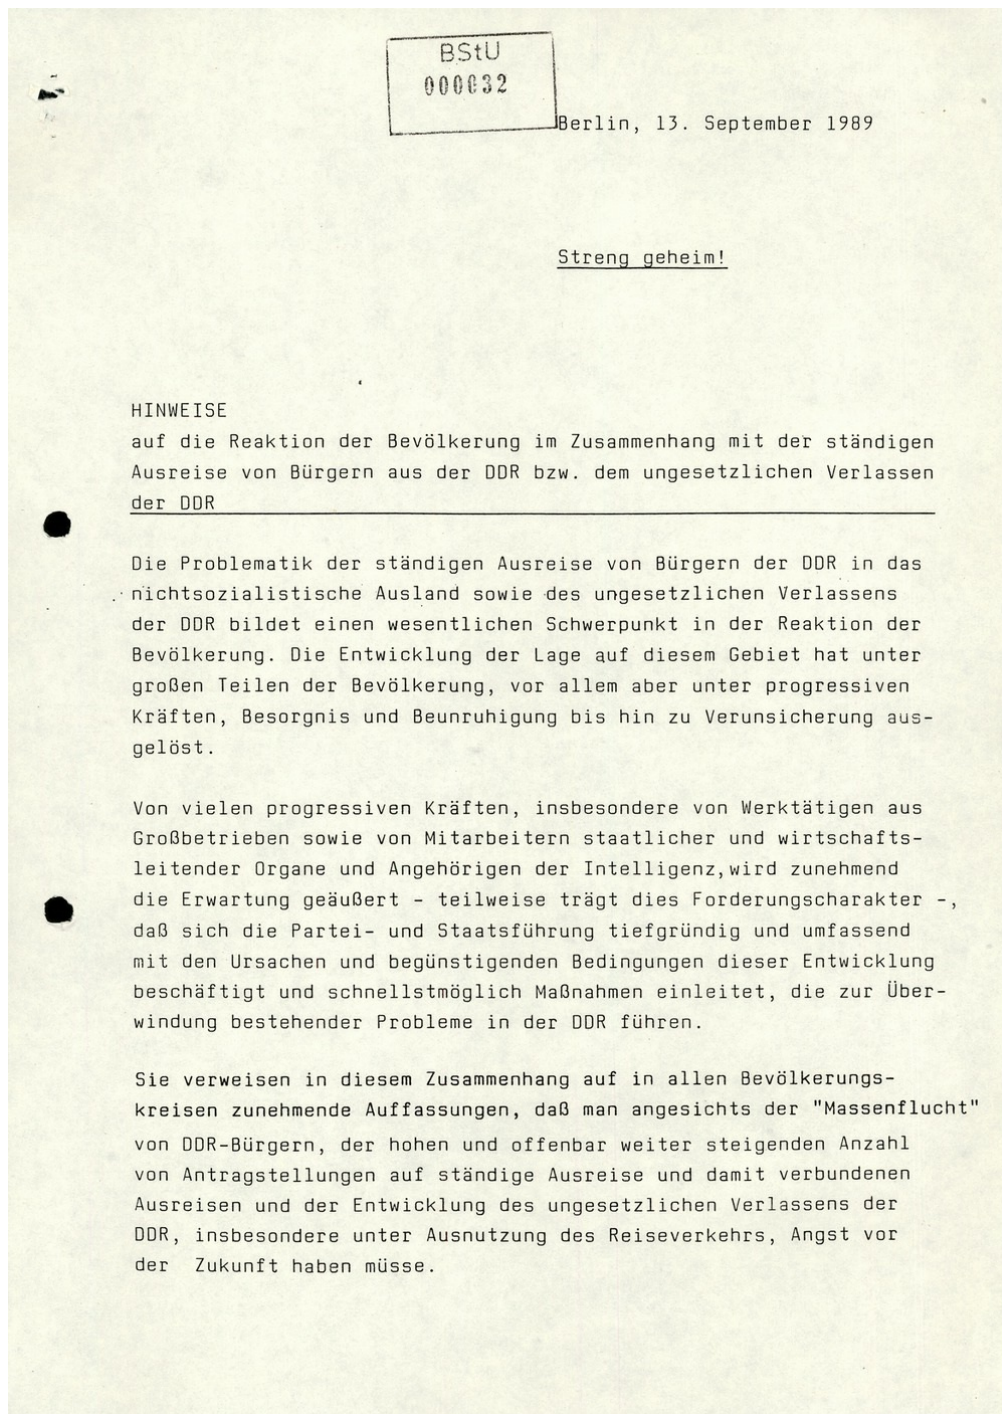 BStU
000032
Berlin, 13. September 1989
Streng geheim!
HINWEISE
auf die Reaktion der Bevölkerung im Zusammenhang mit der ständigen
Ausreise von Bürgern aus der DDR bzw. dem ungesetzlichen Verlassen
der DDR
Die Problematik der ständigen Ausreise von Bürgern der DDR in das
nichtsozialistische Ausland sowie des ungesetzlichen Verlassens
der DDR bildet einen wesentlichen Schwerpunkt in der Reaktion der
Bevölkerung. Die Entwicklung der Lage auf diesem Gebiet hat unter
großen Teilen der Bevölkerung, vor allem aber unter progressiven
Kräften, Besorgnis und Beunruhigung bis hin zu Verunsicherung aus-
gelöst.
Von vielen progressiven Kräften, insbesondere von Werktätigen aus
Großbetrieben sowie von Mitarbeitern staatlicher und wirtschafts-
leitender Organe und Angehörigen der Intelligenz, wird zunehmend
die Erwartung geäußert - teilweise trägt dies Forderungscharakter -,
daß sich die Partei- und Staatsführung tiefgründig und umfassend
mit den Ursachen und begünstigenden Bedingungen dieser Entwicklung
beschäftigt und schnellstmöglich Maßnahmen einleitet, die zur Über-
windung bestehender Probleme in der DDR führen.
Sie verweisen in diesem Zusammenhang auf in allen Bevölkerungs-
kreisen zunehmende Auffassungen, daß man angesichts der "Massenflucht"
von DDR-Bürgern, der hohen und offenbar weiter steigenden Anzahl
von Antragstellungen auf ständige Ausreise und damit verbundenen
Ausreisen und der Entwicklung des ungesetzlichen Verlassens der
DDR, insbesondere unter Ausnutzung des Reiseverkehrs, Angst vor
der Zukunft haben müsse.